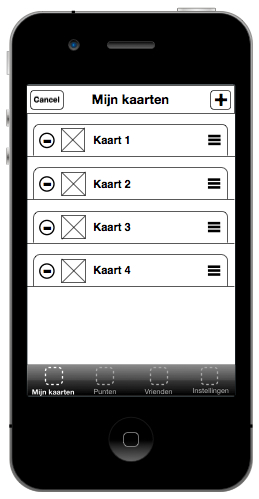 Cancel Mijn kaarten +
Kaart 1
Kaart 2
Kaart 3
Kaart 4
Mijn kaarten Punten Vrienden Instellingen